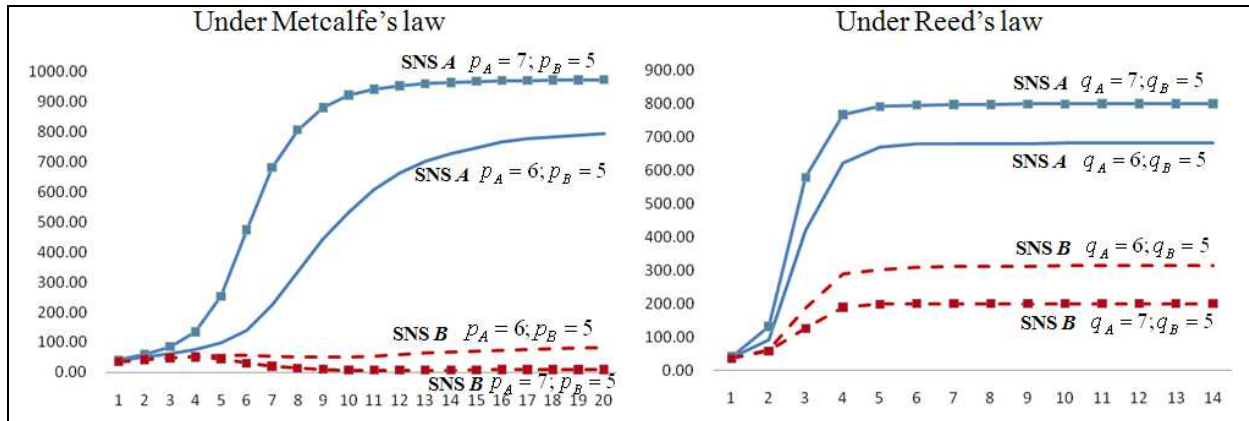 Under Metcalfe's law
1000.00
900.00
800.00
700.00
600.00
500.00
400.00
300.00
200.00
100.00
0.00
SNS A p_A = 7; p_B = 5
SNS A p_A = 6; p_B = 5
SNS B p_A = 6; p_B = 5
SNS B p_A = 7; p_B = 5
1 2 3 4 5 6 7 8 9 10 11 12 13 14 15 16 17 18 19 20
Under Reed's law
900.00
800.00
700.00
600.00
500.00
400.00
300.00
200.00
100.00
0.00
SNS A q_A = 7; q_B = 5
SNS A q_A = 6; q_B = 5
SNS B q_A = 6; q_B = 5
SNS B q_A = 7; q_B = 5
1 2 3 4 5 6 7 8 9 10 11 12 13 14